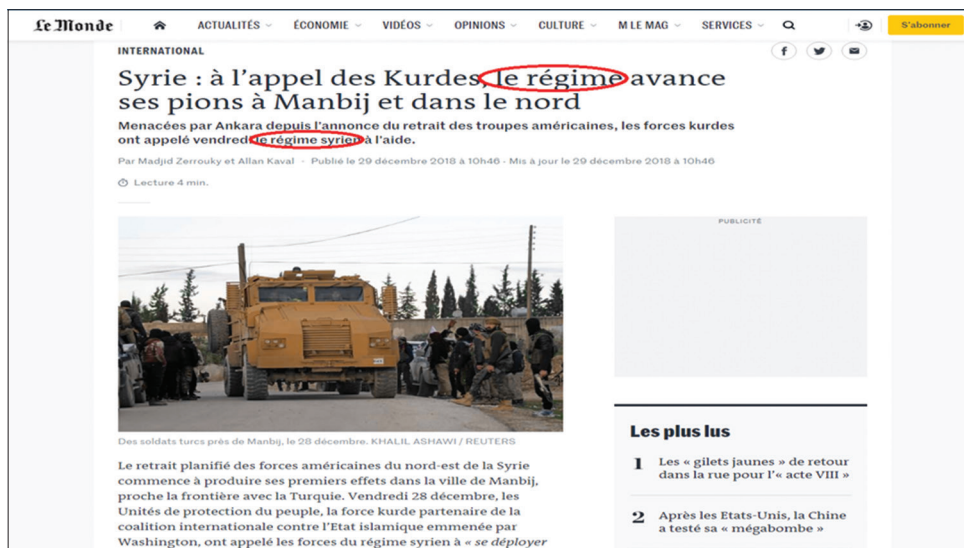 Le Monde
ACTUALITÉS ÉCONOMIE VIDÉOS OPINIONS CULTURE M LE MAG SERVICES
S'abonner
INTERNATIONAL
Syrie : à l'appel des Kurdes, le régime avance
ses pions à Manbij et dans le nord
Menacées par Ankara depuis l'annonce du retrait des troupes américaines, les forces kurdes
ont appelé vendredi le régime syrien à l'aide.
Par Madjid Zerrouky et Allan Kaval · Publié le 29 décembre 2018 à 10h46 - Mis à jour le 29 décembre 2018 à 10h46
Lecture 4 min.
PUBLICITÉ
Des soldats turcs près de Manbij, le 28 décembre. KHALIL ASHAWI / REUTERS
Le retrait planifié des forces américaines du nord-est de la Syrie
commence à produire ses premiers effets dans la ville de Manbij,
proche la frontière avec la Turquie. Vendredi 28 décembre, les
Unités de protection du peuple, la force kurde partenaire de la
coalition internationale contre l'Etat islamique emmenée par
Washington, ont appelé les forces du régime syrien à « se déployer
Les plus lus
1 Les « gilets jaunes » de retour
dans la rue pour l'« acte VIII »
2 Après les Etats-Unis, la Chine
a testé sa « mégabombe »